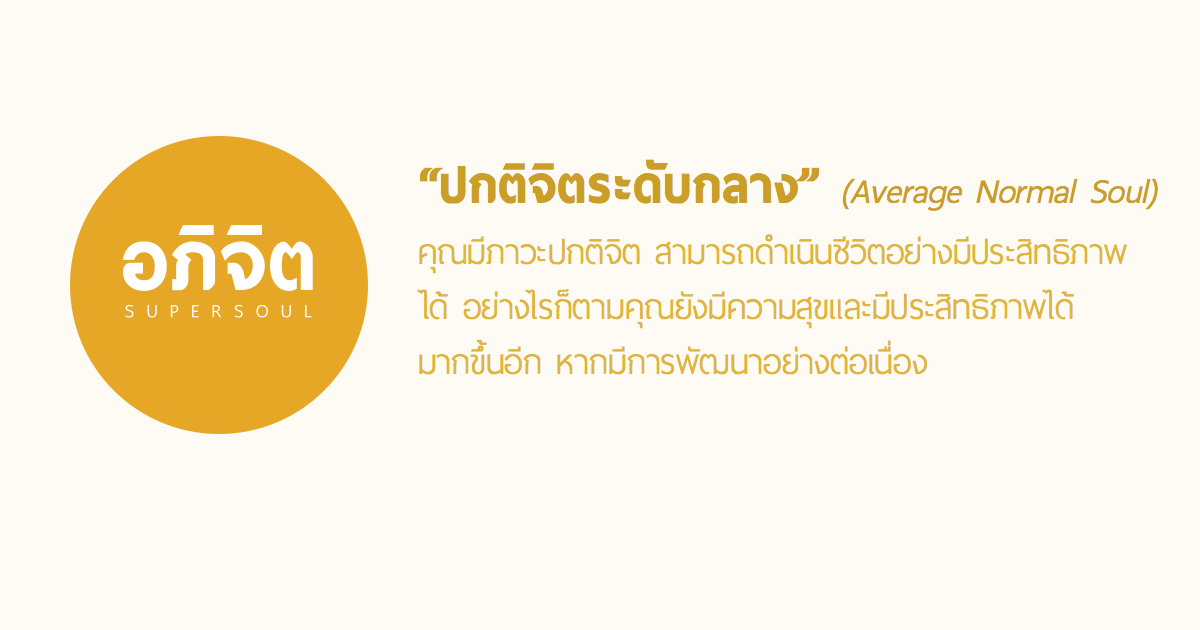 อภิจิต
SUPERSOUL
“ปกติจิตระดับกลาง” (Average Normal Soul)
คุณมีภาวะปกติจิต สามารถดำเนินชีวิตอย่างมีประสิทธิภาพ
ได้ อย่างไรก็ตามคุณยังมีความสุขและมีประสิทธิภาพได้
มากขึ้นอีก หากมีการพัฒนาอย่างต่อเนื่อง